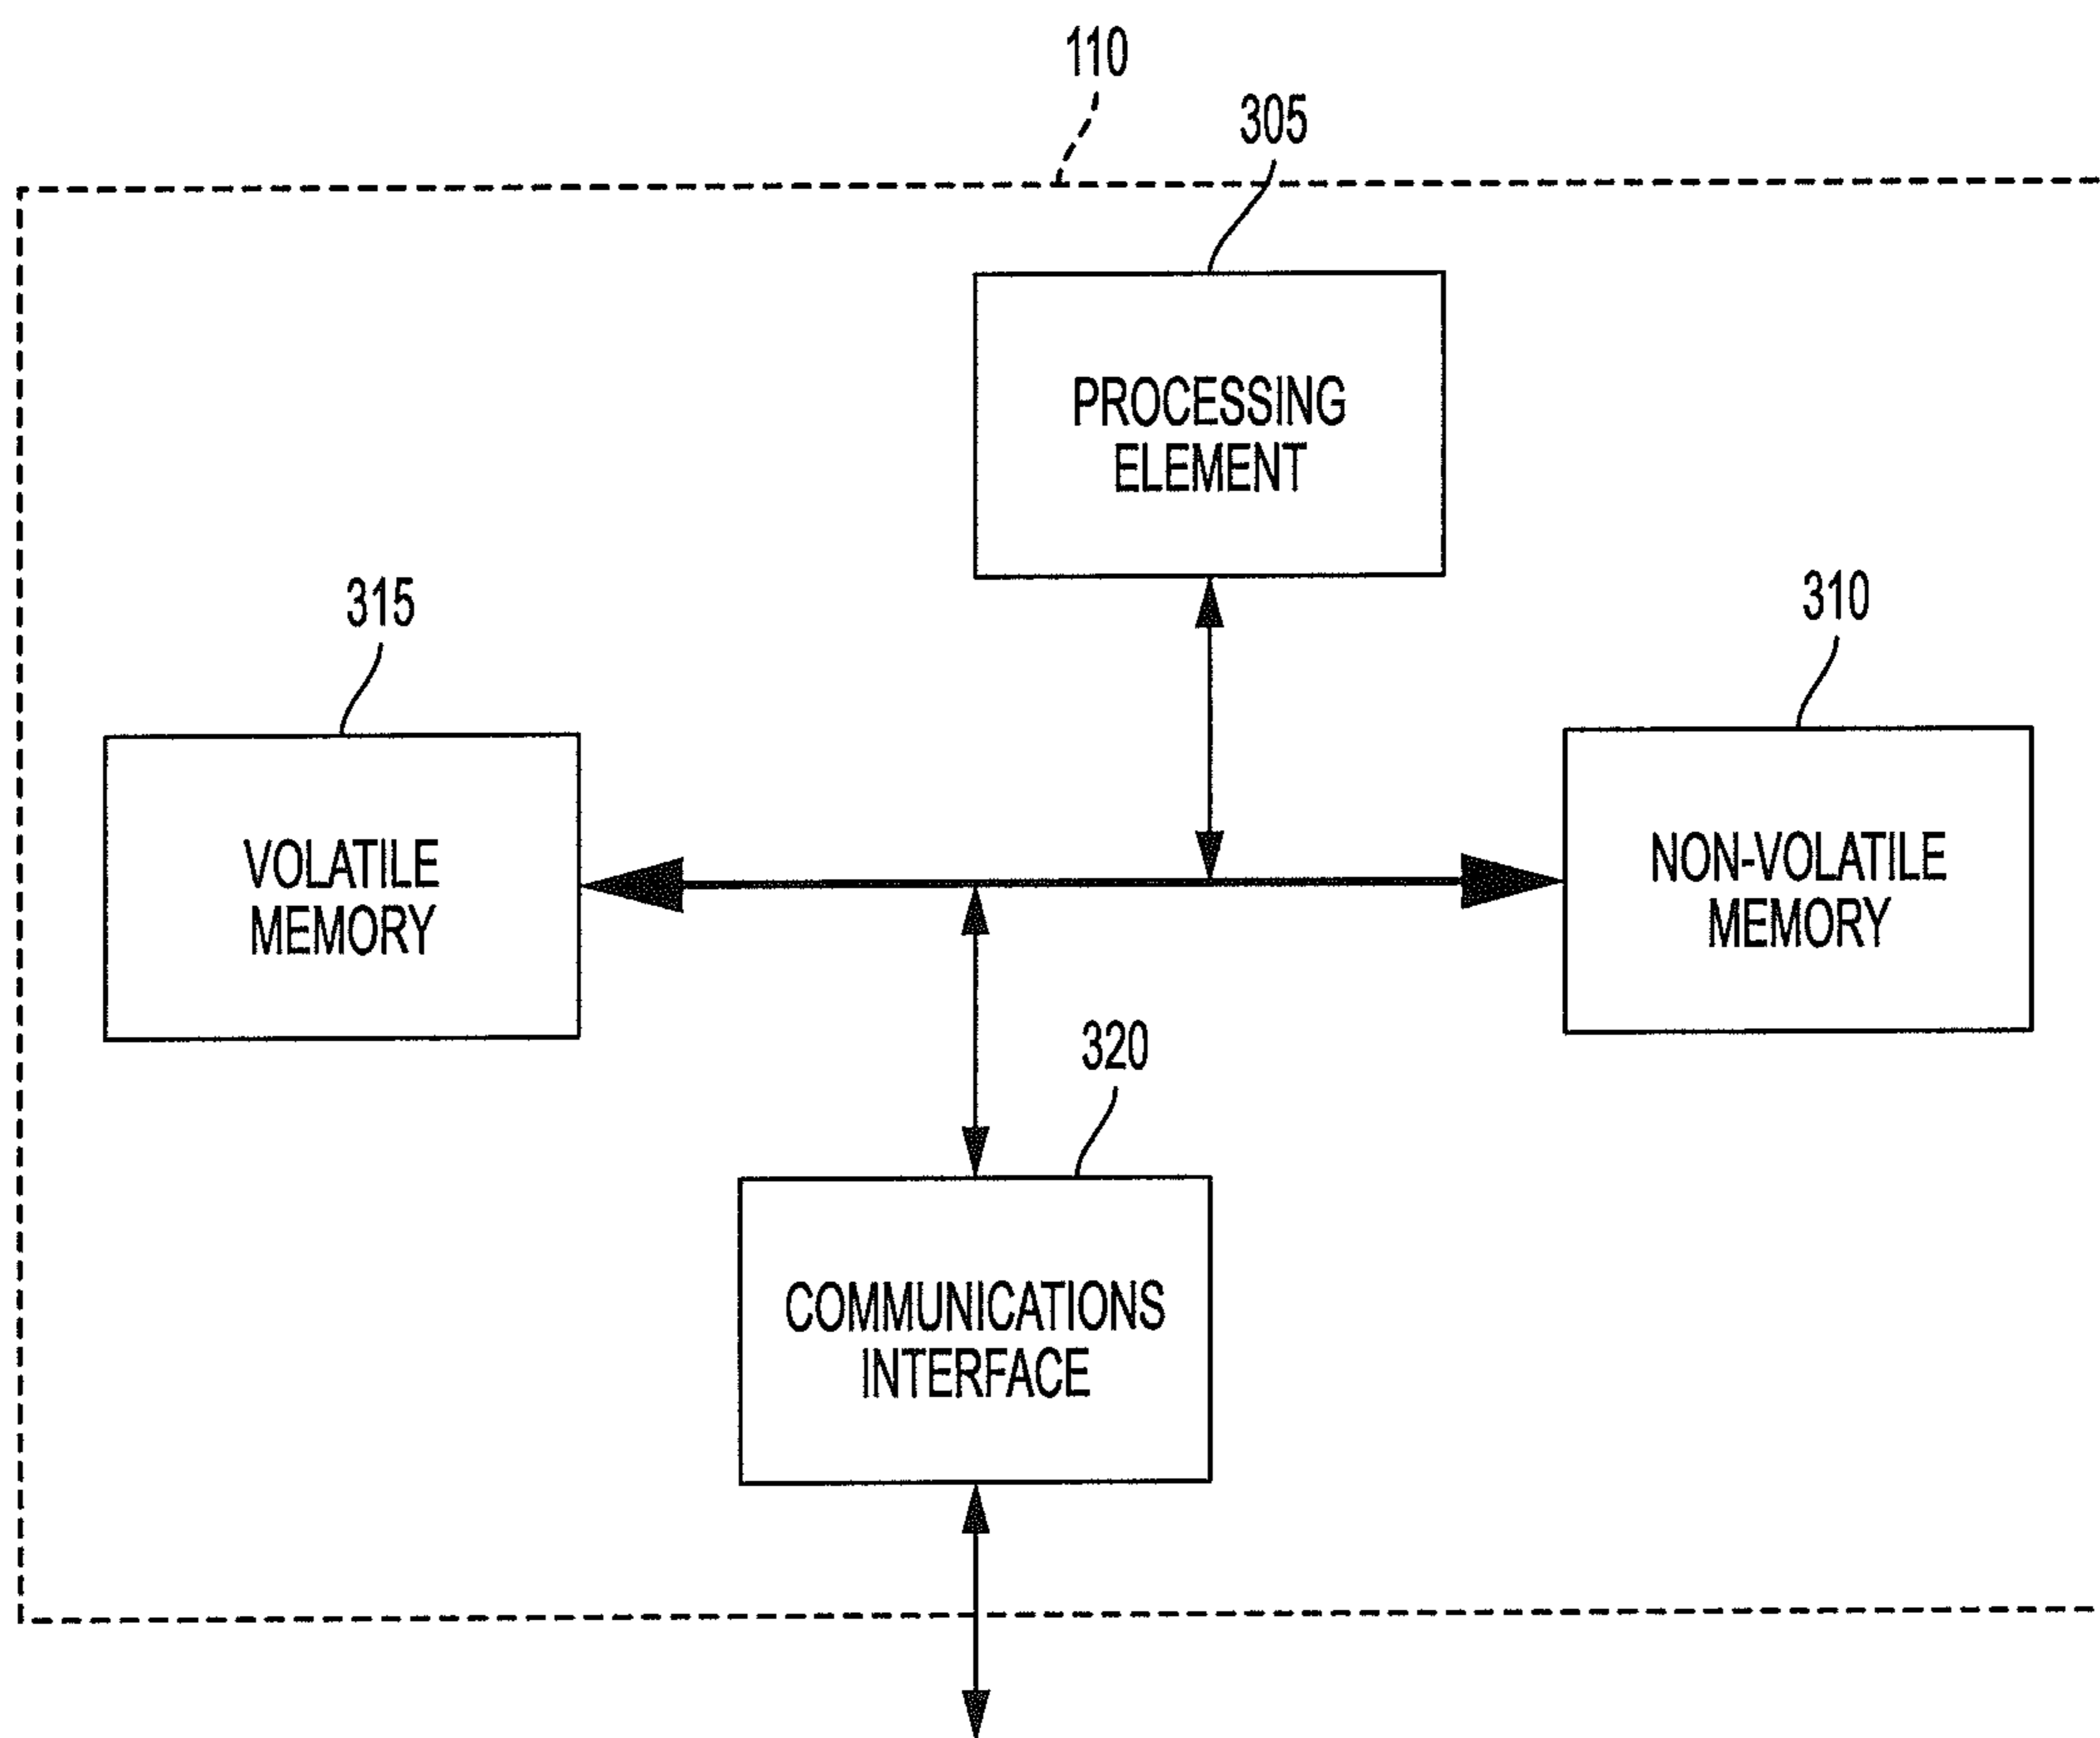 110
305
PROCESSING
ELEMENT
315
310
VOLATILE
MEMORY
NON-VOLATILE
MEMORY
320
COMMUNICATIONS
INTERFACE